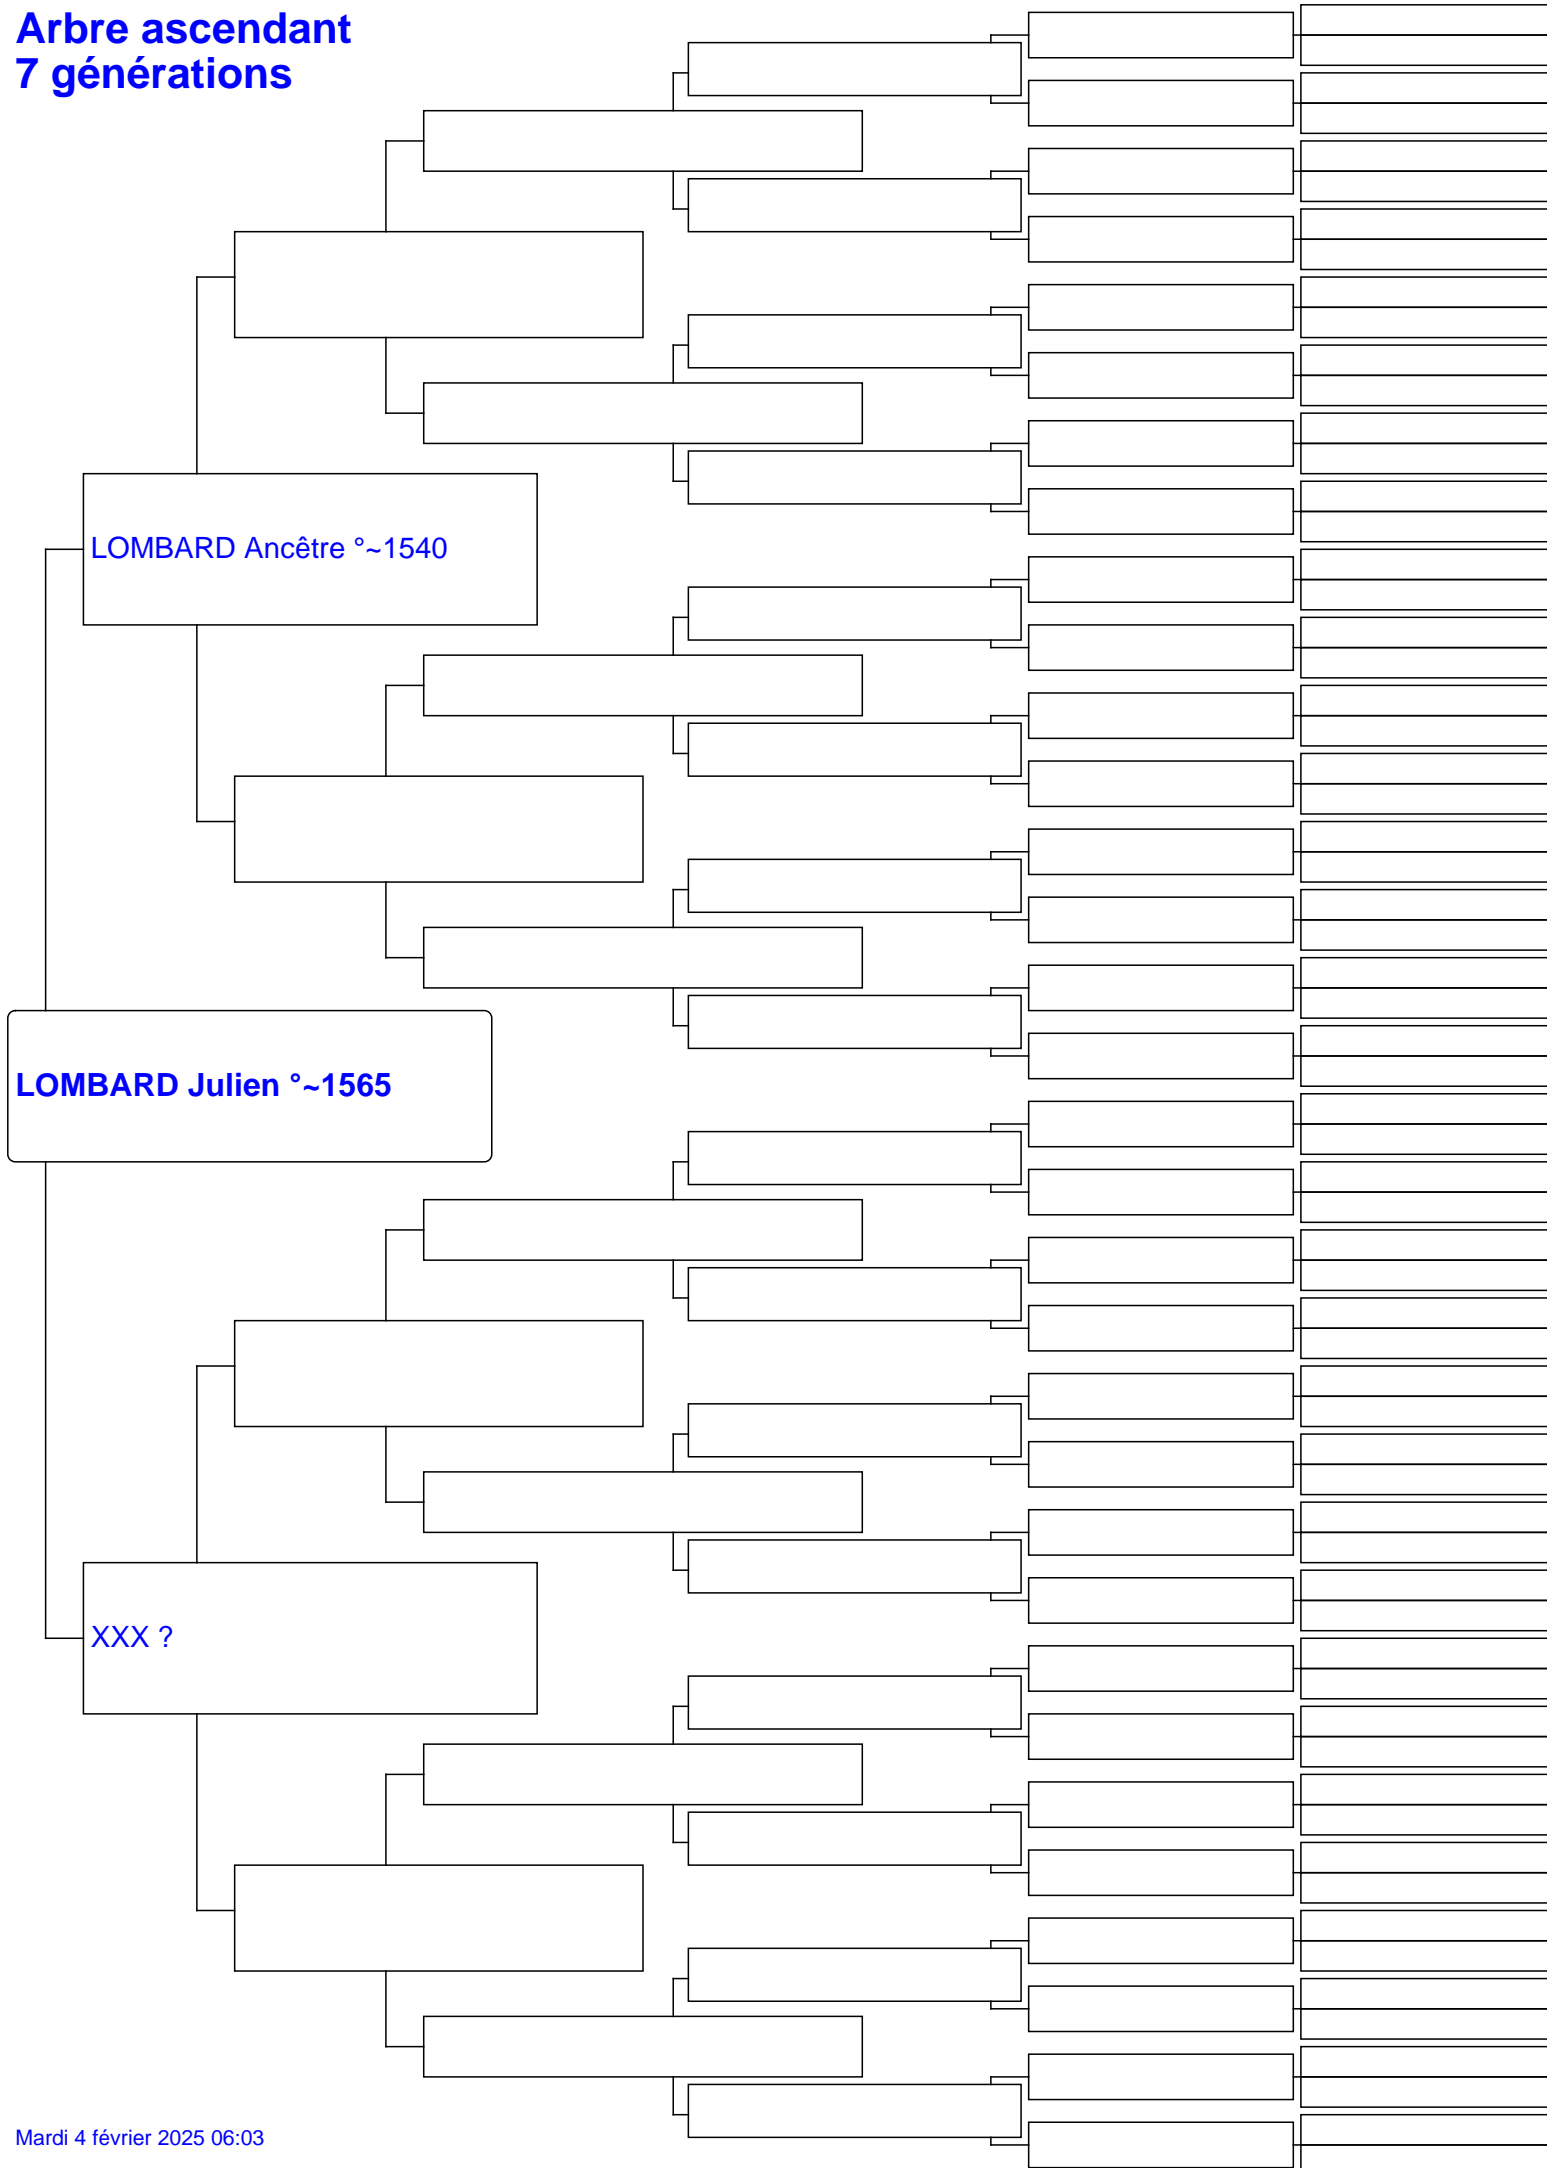 Arbre ascendant
7 générations
LOMBARD Ancêtre °~1540
LOMBARD Julien °~1565
XXX ?
Mardi 4 février 2025 06:03